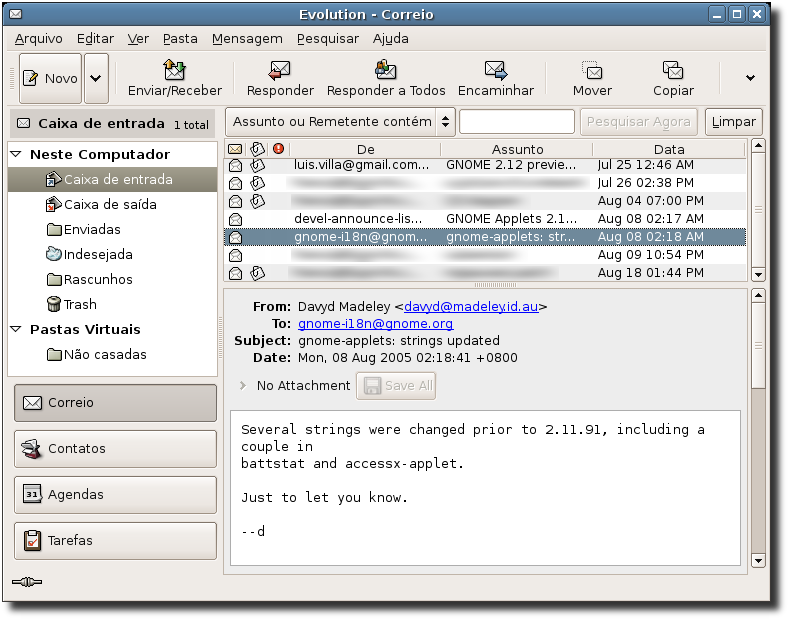 Evolution - Correio
Arquivo Editar Ver Pasta Mensagem Pesquisar Ajuda
Novo Enviar/Receber Responder Responder a Todos Encaminhar Mover Copiar
Caixa de entrada 1 total
Assunto ou Remetente contém Pesquisar Agora Limpar
Neste Computador
Caixa de entrada
Caixa de saída
Enviadas
Indesejada
Rascunhos
Trash
Pastas Virtuais
Não casadas
Correio
Contatos
31 Agendas
Tarefas
De Assunto Data
luis.villa@gmail.com... GNOME 2.12 previe... Jul 25 12:46 AM
Jul 26 02:38 PM
Aug 04 07:00 PM
devel-announce-lis... GNOME Applets 2.1... Aug 08 02:17 AM
gnome-i18n@gnom... gnome-applets: str... Aug 08 02:18 AM
Aug 09 10:54 PM
Aug 18 01:44 PM
From: Davyd Madeley <davyd@madeley.id.au>
To: gnome-i18n@gnome.org
Subject: gnome-applets: strings updated
Date: Mon, 08 Aug 2005 02:18:41 +0800
No Attachment Save All
Several strings were changed prior to 2.11.91, including a
couple in
battstat and accessx-applet.
Just to let you know.
--d